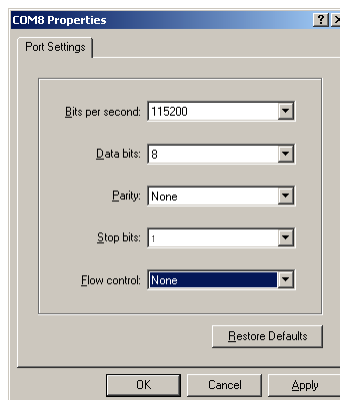 COM8 Properties
Port Settings
Bits per second: 115200
Data bits: 8
Parity: None
Stop bits: 1
Flow control: None
Restore Defaults
OK Cancel Apply